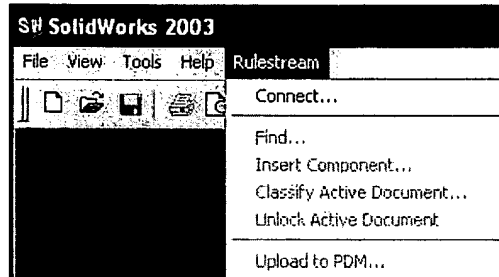 SW SolidWorks 2003
File View Tools Help Rulestream
Connect...
Find...
Insert Component...
Classify Active Document...
Unlock Active Document
Upload to PDM...